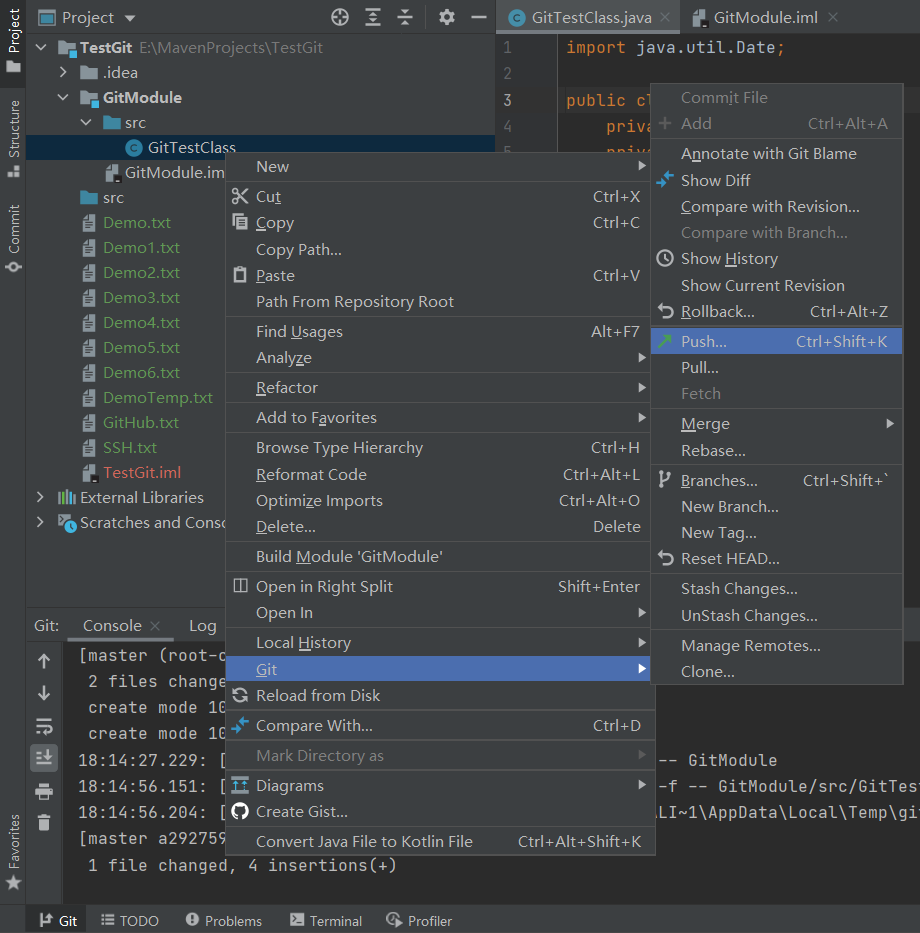 Project
Structure
Commit
Favorites
Project
TestGit E:\MavenProjects\TestGit
.idea
GitModule
src
GitTestClass
GitModule.im
src
Demo.txt
Demo1.txt
Demo2.txt
Demo3.txt
Demo4.txt
Demo5.txt
Demo6.txt
DemoTemp.txt
GitHub.txt
SSH.txt
TestGit.iml
External Libraries
Scratches and Conso
GitTestClass.java
GitModule.iml
1 import java.util.Date;
2
3 public cl
4 priva
5
New
Cut Ctrl+X
Copy Ctrl+C
Copy Path...
Paste Ctrl+V
Path From Repository Root
Find Usages Alt+F7
Analyze
Refactor
Add to Favorites
Browse Type Hierarchy Ctrl+H
Reformat Code Ctrl+Alt+L
Optimize Imports Ctrl+Alt+O
Delete... Delete
Build Module 'GitModule'
Open in Right Split Shift+Enter
Open In
Local History
Git
Reload from Disk
Compare With... Ctrl+D
Mark Directory as
Diagrams
Create Gist...
Convert Java File to Kotlin File Ctrl+Alt+Shift+K
Commit File
Add Ctrl+Alt+A
Annotate with Git Blame
Show Diff
Compare with Revision...
Compare with Branch...
Show History
Show Current Revision
Rollback... Ctrl+Alt+Z
Push... Ctrl+Shift+K
Pull...
Fetch
Merge
Rebase...
Branches... Ctrl+Shift+`
New Branch...
New Tag...
Reset HEAD...
Stash Changes...
UnStash Changes...
Manage Remotes...
Clone...
Git: Console Log
[master (root-c
2 files change
create mode 10
create mode 10
18:14:27.229: [ -- GitModule
18:14:56.151: [ -f -- GitModule/src/GitTest
18:14:56.204: [ LI~1\AppData\Local\Temp\git
[master a292759
1 file changed, 4 insertions(+)
Git TODO Problems Terminal Profiler